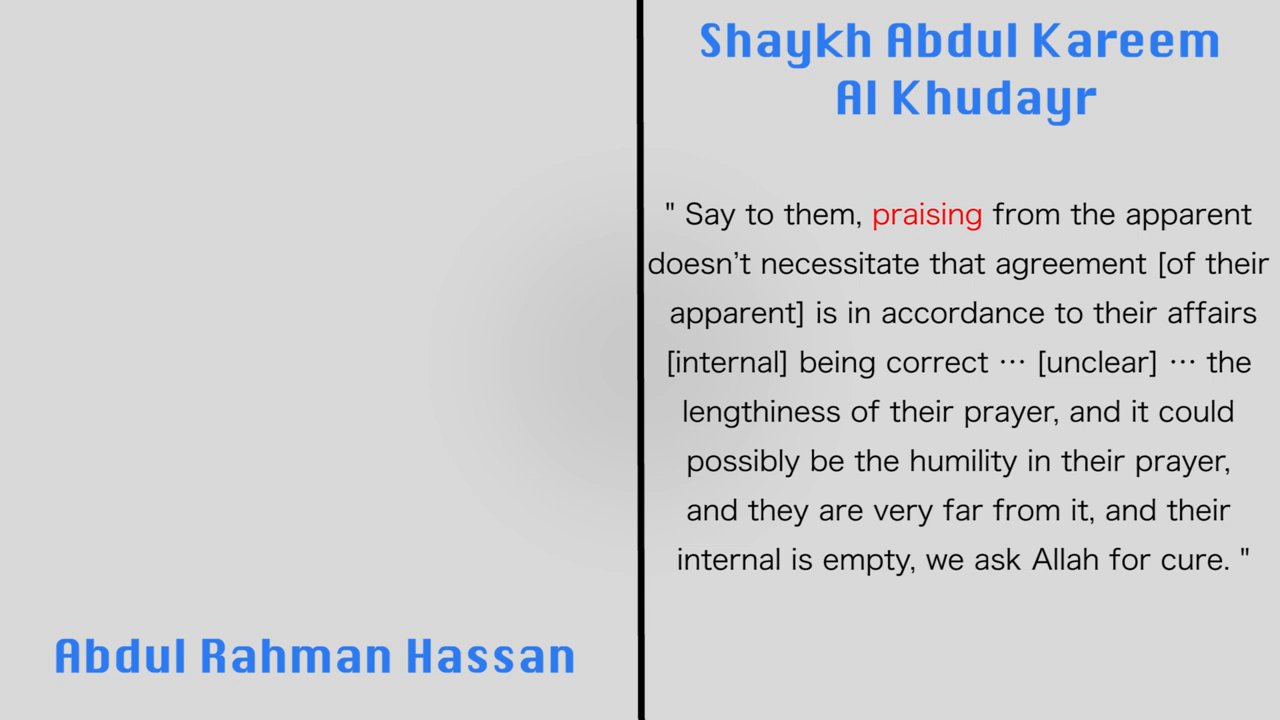 Shaykh Abdul Kareem
Al Khudayr
" Say to them, praising from the apparent
doesn’t necessitate that agreement [of their
apparent] is in accordance to their affairs
[internal] being correct ··· [unclear] ··· the
lengthiness of their prayer, and it could
possibly be the humility in their prayer,
and they are very far from it, and their
internal is empty, we ask Allah for cure. "
Abdul Rahman Hassan